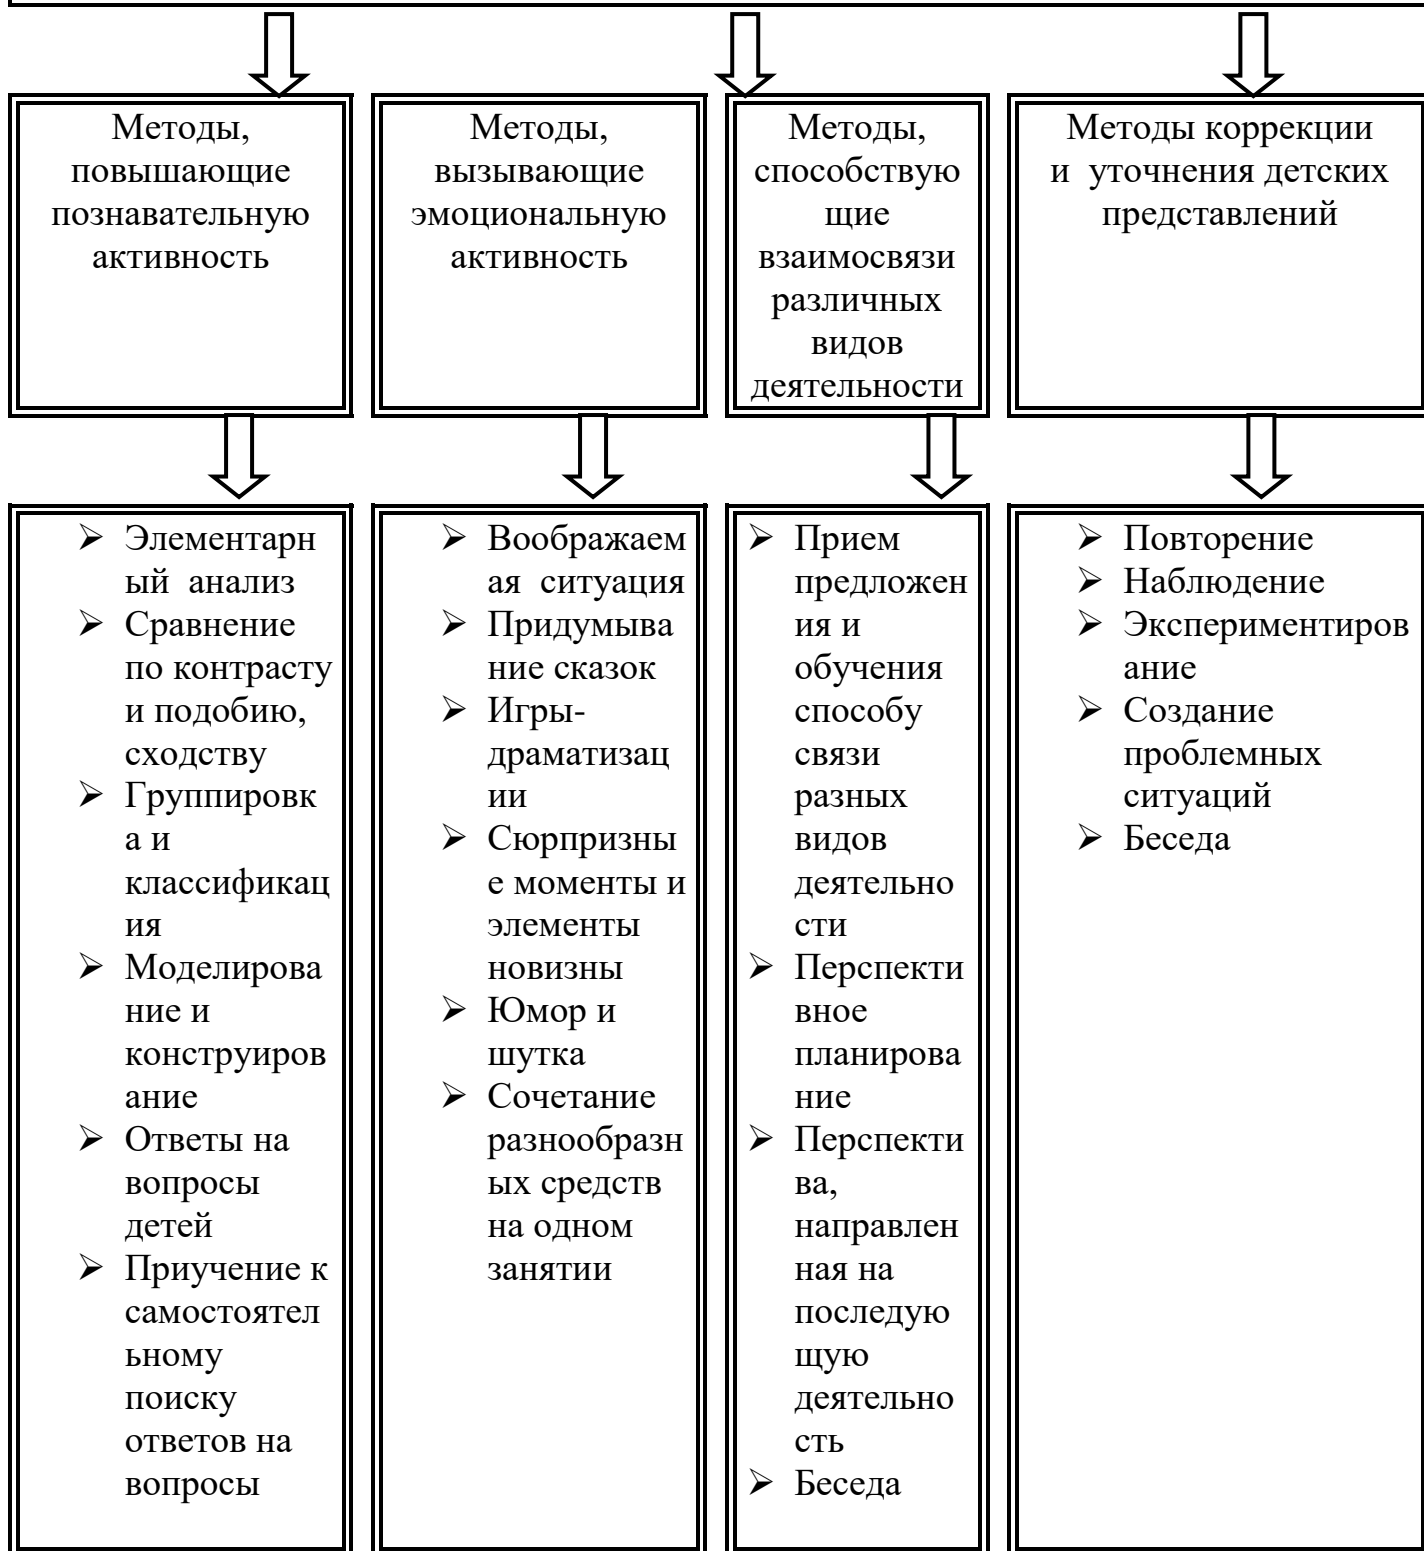 Методы,
повышающие
познавательную
активность
Методы,
вызывающие
эмоциональную
активность
Методы,
способствую
щие
взаимосвязи
различных
видов
деятельности
Методы коррекции
и уточнения детских
представлений
➢ Элементарн
ый анализ
➢ Сравнение
по контрасту
и подобию,
сходству
➢ Группировк
а и
классификац
ия
➢ Моделирова
ние и
конструиров
ание
➢ Ответы на
вопросы
детей
➢ Приучение к
самостоятел
ьному
поиску
ответов на
вопросы
➢ Воображаем
ая ситуация
➢ Придумыва
ние сказок
➢ Игры-
драматизац
ии
➢ Сюрпризны
е моменты и
элементы
новизны
➢ Юмор и
шутка
➢ Сочетание
разнообразн
ых средств
на одном
занятии
➢ Прием
предложен
ия и
обучения
способу
связи
разных
видов
деятельно
сти
➢ Перспекти
вное
планирова
ние
➢ Перспекти
ва,
направлен
ная на
последую
щую
деятельно
сть
➢ Беседа
➢ Повторение
➢ Наблюдение
➢ Экспериментиров
ание
➢ Создание
проблемных
ситуаций
➢ Беседа